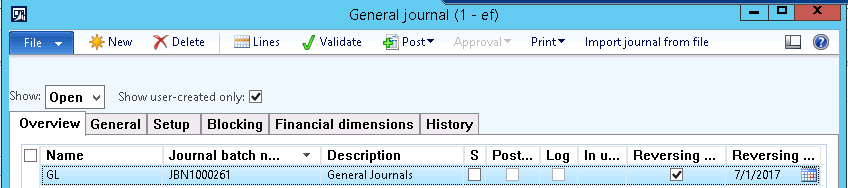 General journal (1 - ef)
File New Delete Lines Validate Post Approval Print Import journal from file
Show: Open Show user-created only:
Overview General Setup Blocking Financial dimensions History
Name Journal batch n... Description S Post... Log In u... Reversing ... Reversing ...
GL JBN1000261 General Journals 7/1/2017